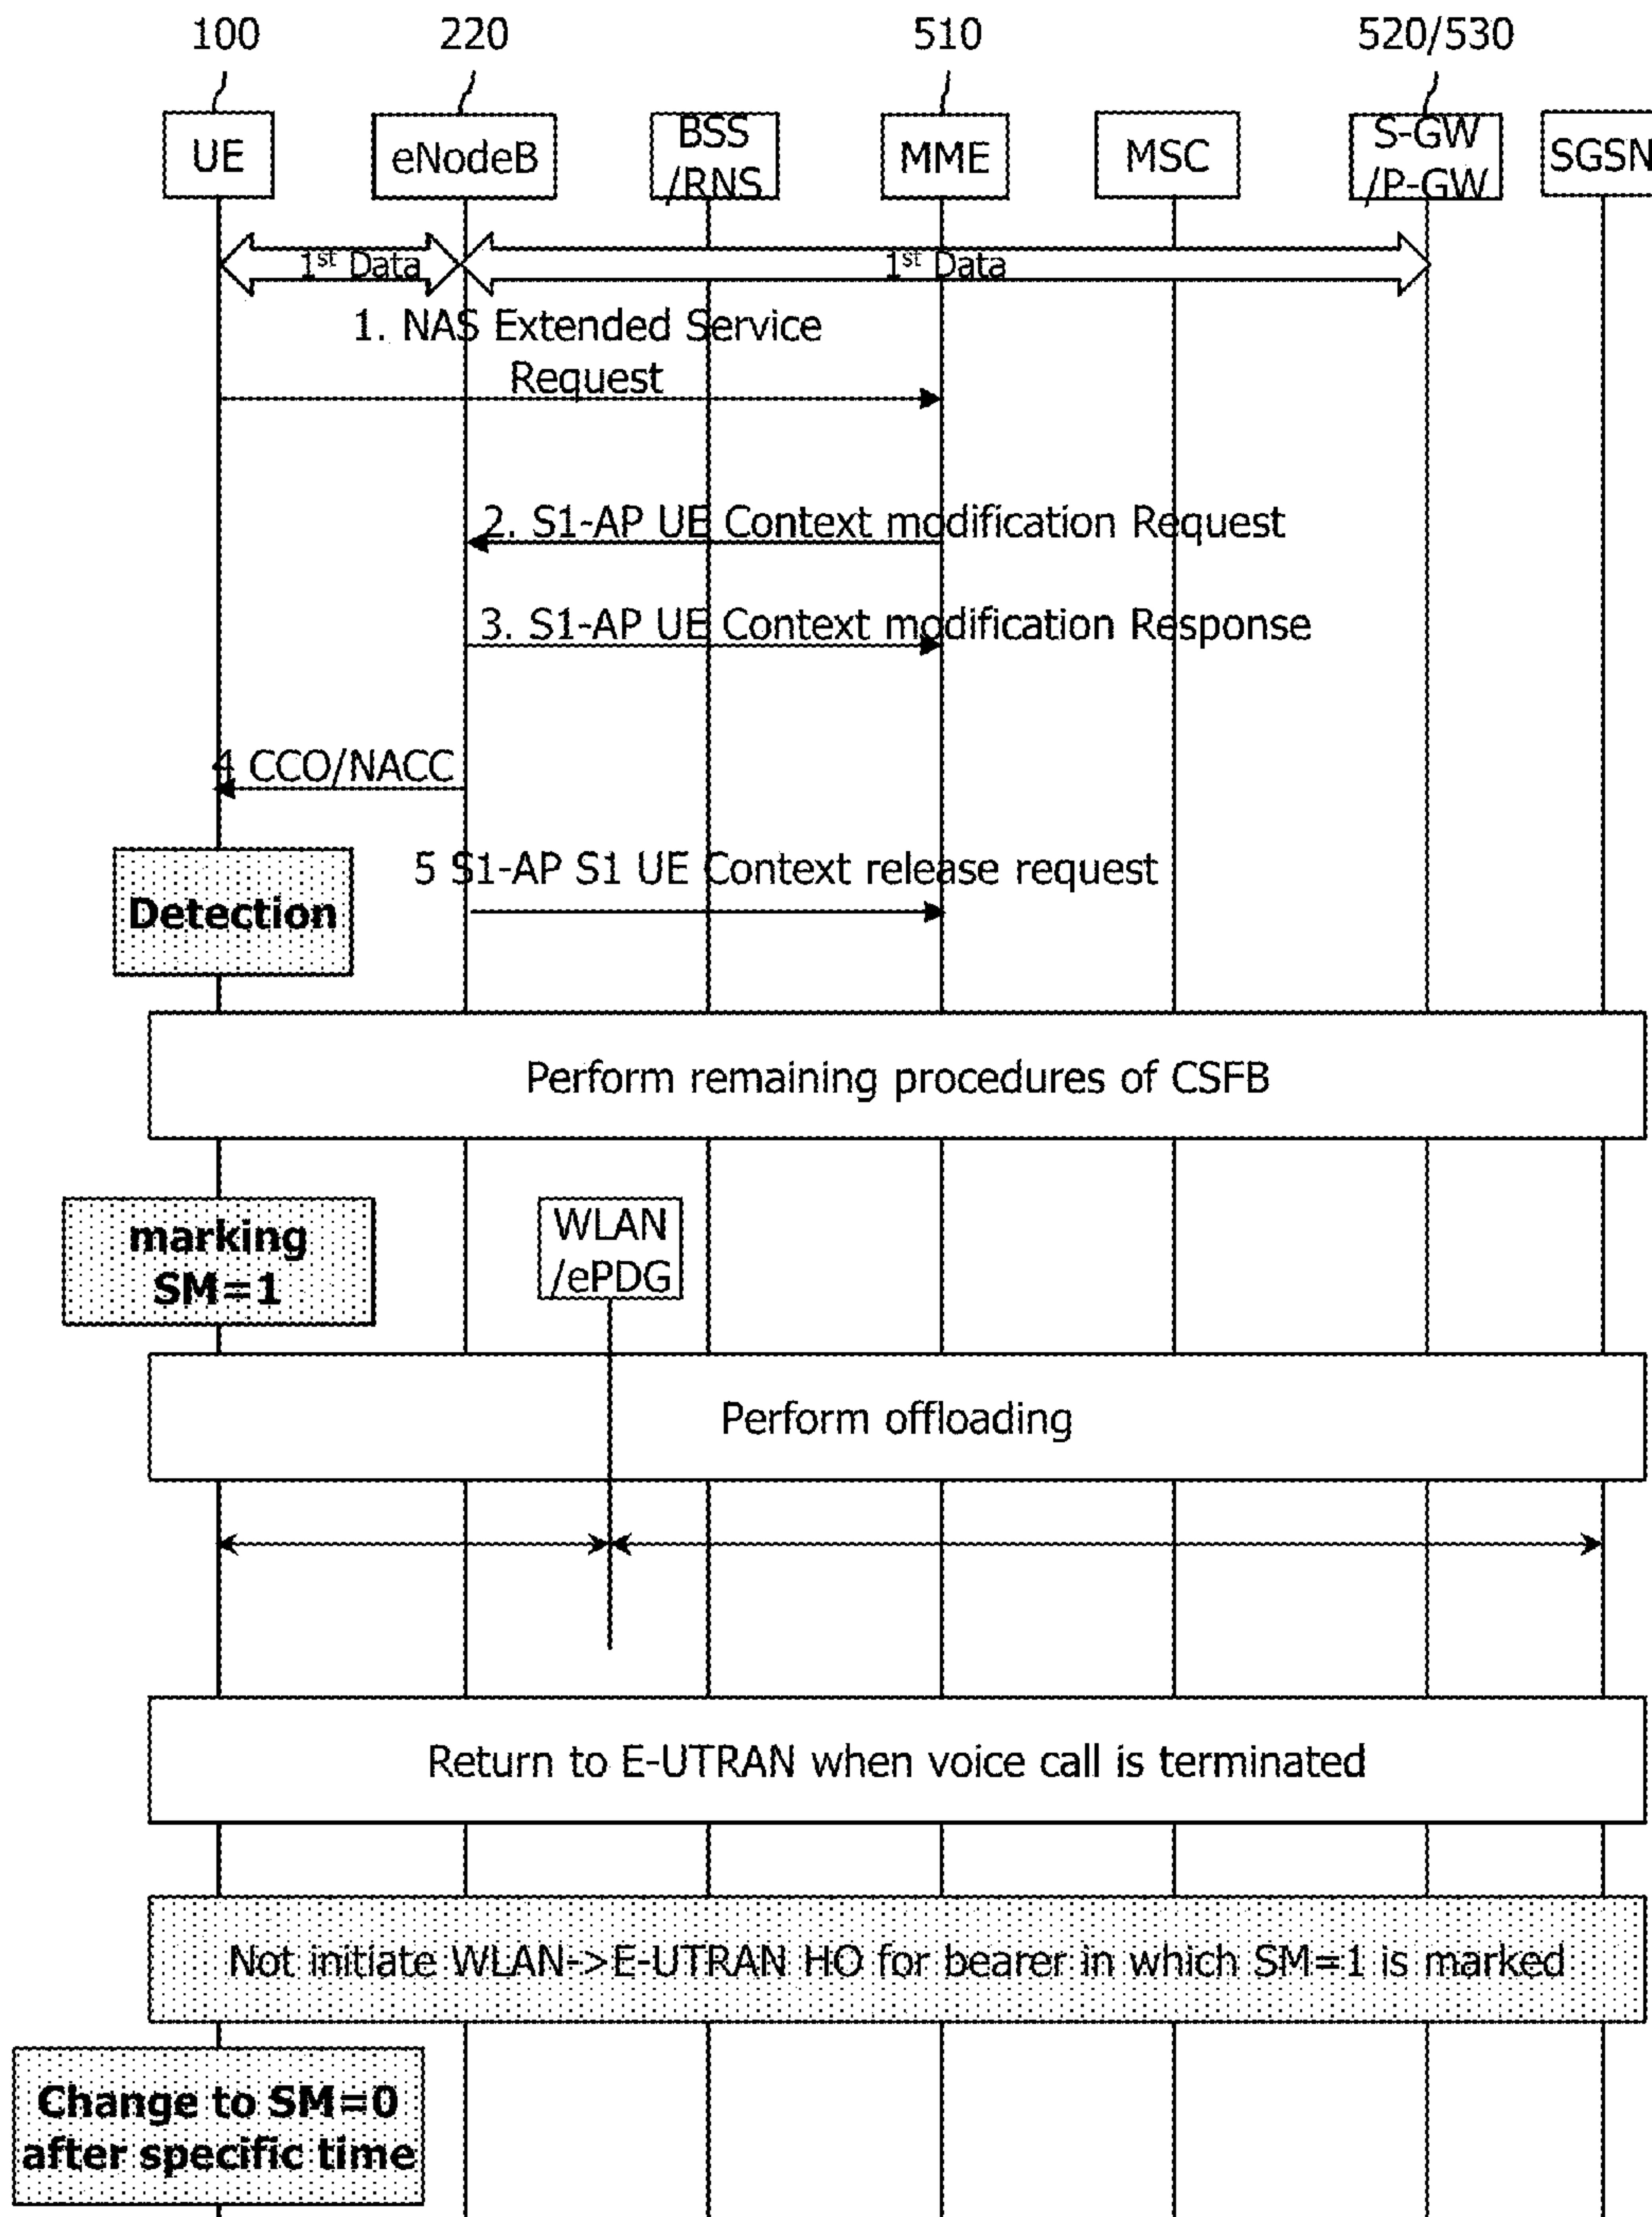 100 220 510 520/530
UE eNodeB BSS /RNS MME MSC S-GW /P-GW SGSN
1st Data 1st Data
1. NAS Extended Service
Request
2. S1-AP UE Context modification Request
3. S1-AP UE Context modification Response
4 CCO/NACC
5 S1-AP S1 UE Context release request
Detection
Perform remaining procedures of CSFB
marking
SM=1
WLAN
/ePDG
Perform offloading
Return to E-UTRAN when voice call is terminated
Not initiate WLAN->E-UTRAN HO for bearer in which SM=1 is marked
Change to SM=0
after specific time